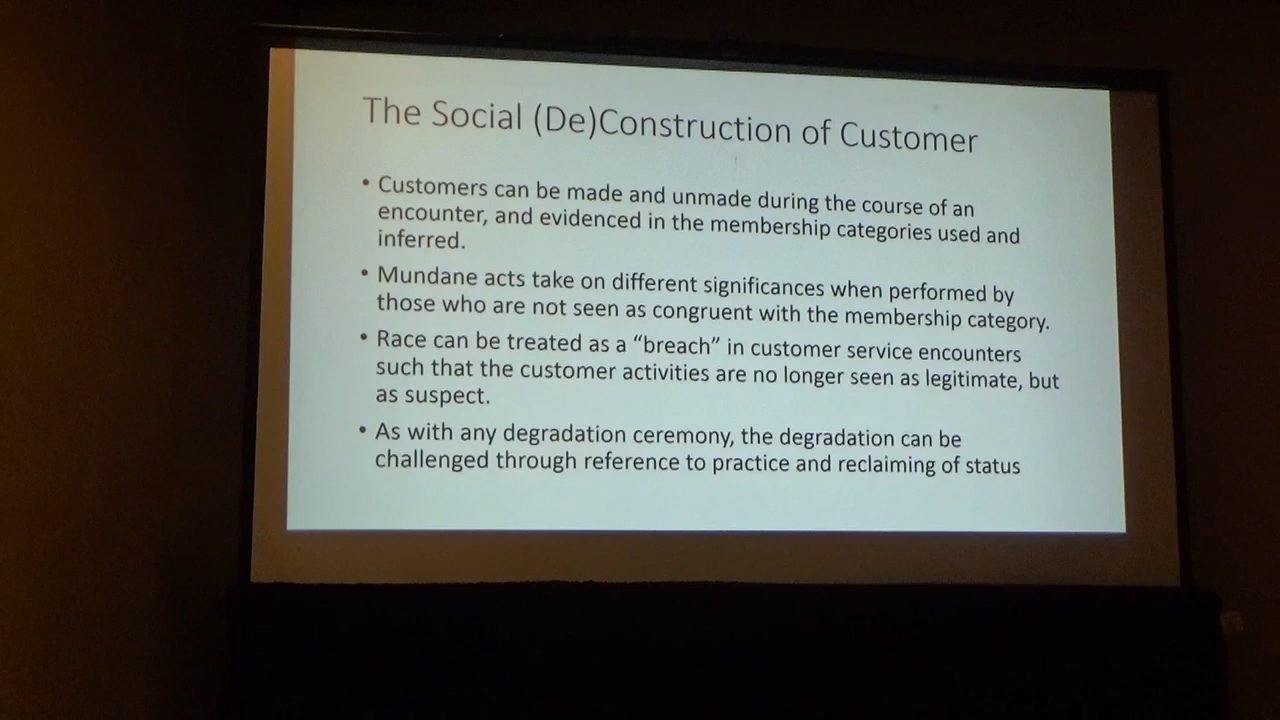 The Social (De)Construction of Customer
• Customers can be made and unmade during the course of an
encounter, and evidenced in the membership categories used and
inferred.
• Mundane acts take on different significances when performed by
those who are not seen as congruent with the membership category.
• Race can be treated as a “breach” in customer service encounters
such that the customer activities are no longer seen as legitimate, but
as suspect.
• As with any degradation ceremony, the degradation can be
challenged through reference to practice and reclaiming of status